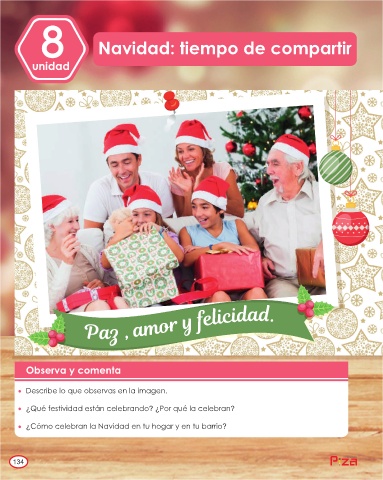 8
unidad
Navidad: tiempo de compartir
Paz , amor y felicidad.
Observa y comenta
• Describe lo que observas en la imagen.
• ¿Qué festividad están celebrando? ¿Por qué la celebran?
• ¿Cómo celebran la Navidad en tu hogar y en tu barrio?
134